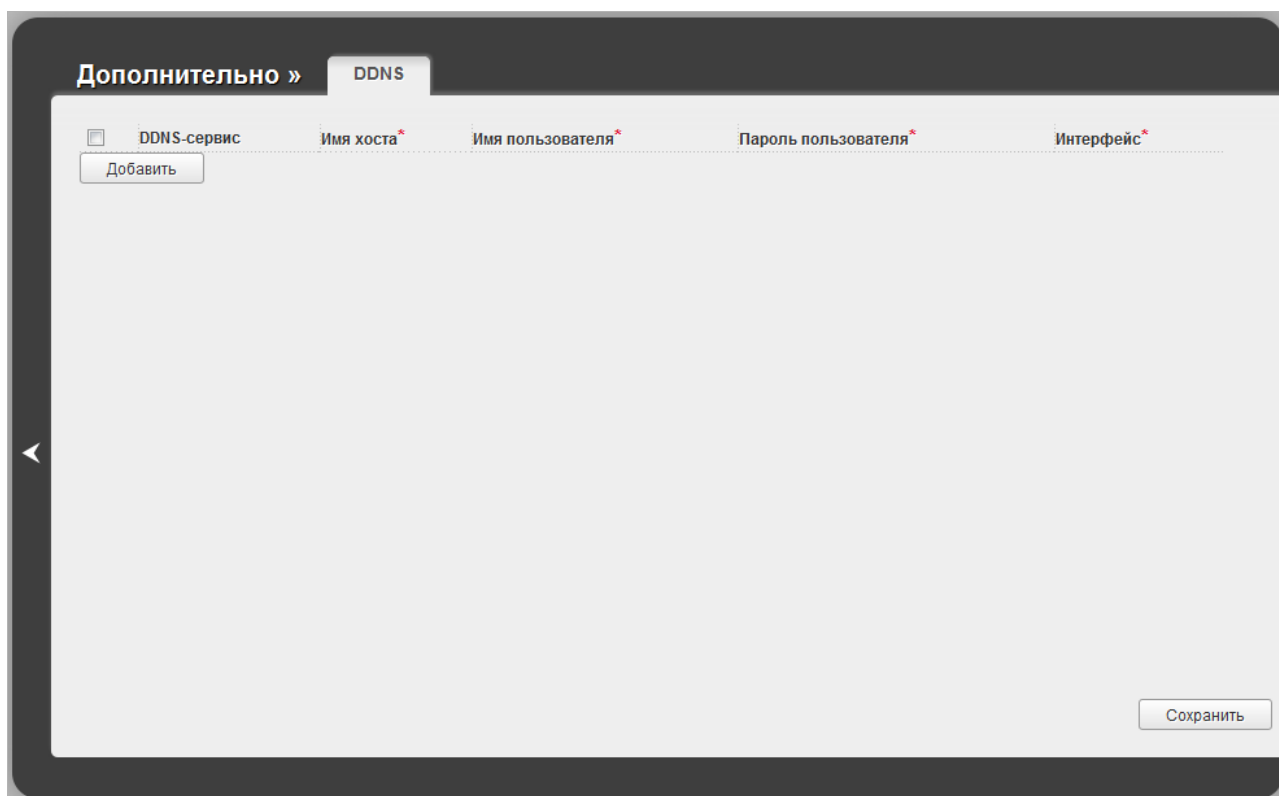 Дополнительно » DDNS
DDNS-сервис Имя хоста* Имя пользователя* Пароль пользователя* Интерфейс*
Добавить
Сохранить